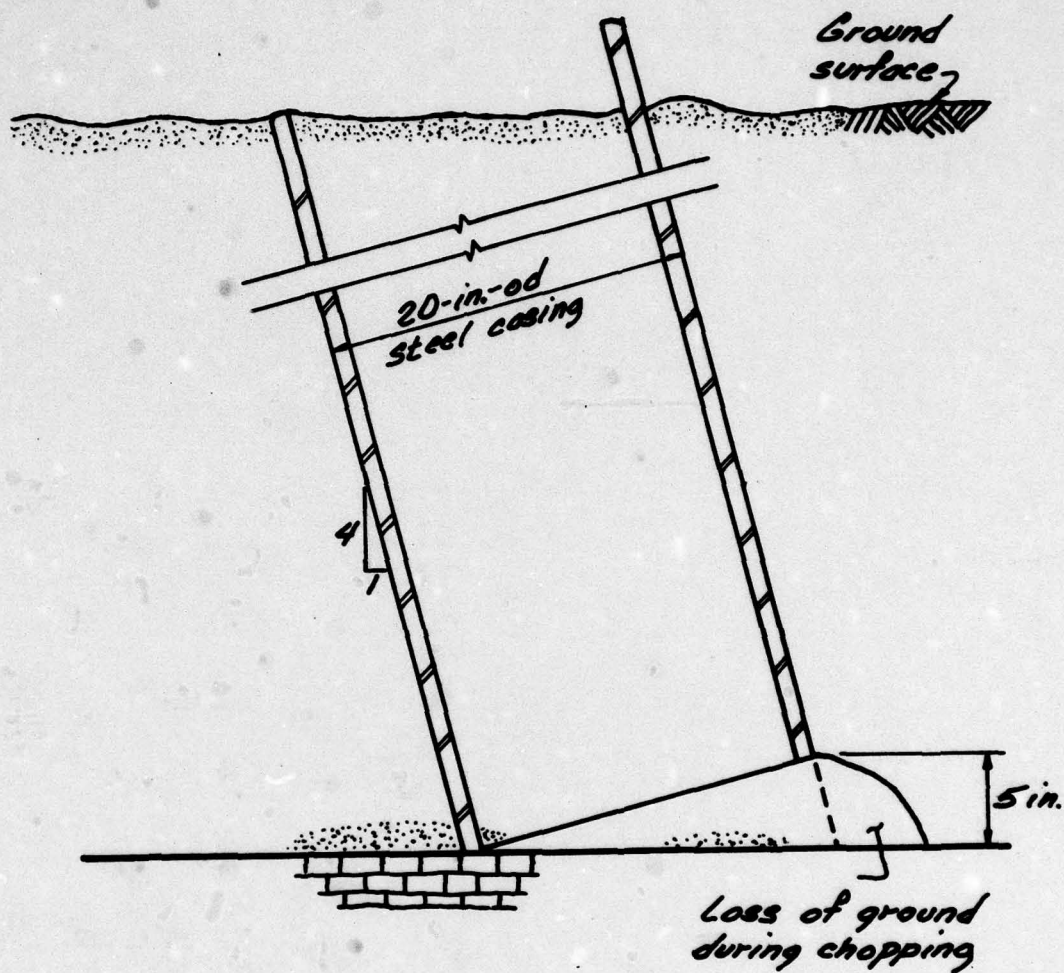 Ground
surface
20-in.-od
steel casing
4
1
5 in.
Loss of ground
during chopping